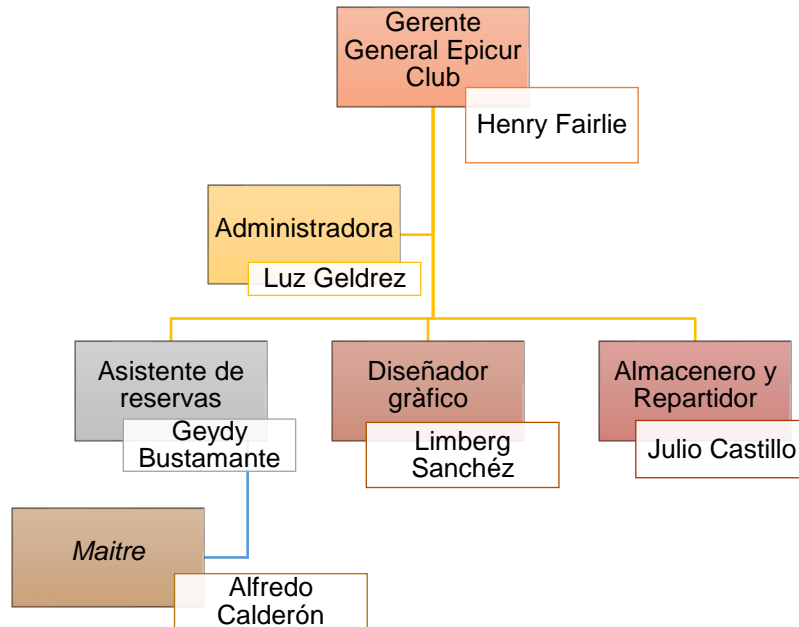 Gerente
General Epicur
Club
Henry Fairlie
Administradora
Luz Geldrez
Asistente de
reservas
Geydy
Bustamante
Diseñador
gràfico
Limberg
Sanchéz
Almacenero y
Repartidor
Julio Castillo
Maitre
Alfredo
Calderón